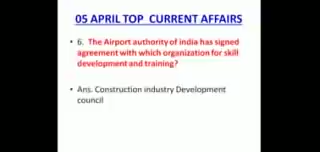 05 APRIL TOP CURRENT AFFAIRS
• 6. The Airport authority of india has signed
agreement with which organization for skill
development and training?
• Ans. Construction industry Development
council